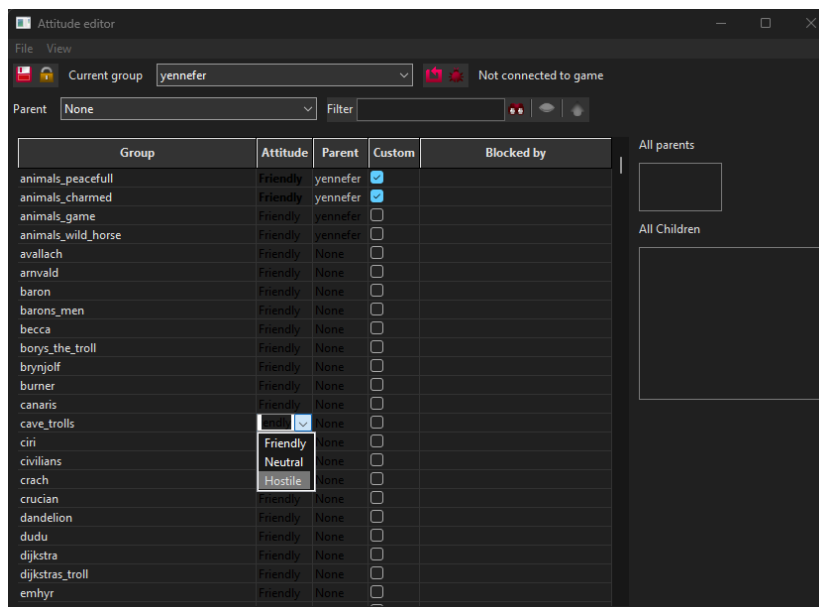 Attitude editor
File View
Current group yennefer Not connected to game
Parent None Filter
Group Attitude Parent Custom Blocked by
All parents
animals_peacefull Friendly yennefer
animals_charmed Friendly yennefer
animals_game Friendly yennefer
animals_wild_horse Friendly yennefer
All Children
avallach Friendly None
arnvald Friendly None
baron Friendly None
barons_men Friendly None
becca Friendly None
borys_the_troll Friendly None
brynjolf Friendly None
burner Friendly None
canaris Friendly None
cave_trolls endly None
ciri Friendly None
civilians Neutral None
crach Hostile None
crucian Friendly None
dandelion Friendly None
dudu Friendly None
dijkstra Friendly None
dijkstras_troll Friendly None
emhyr Friendly None